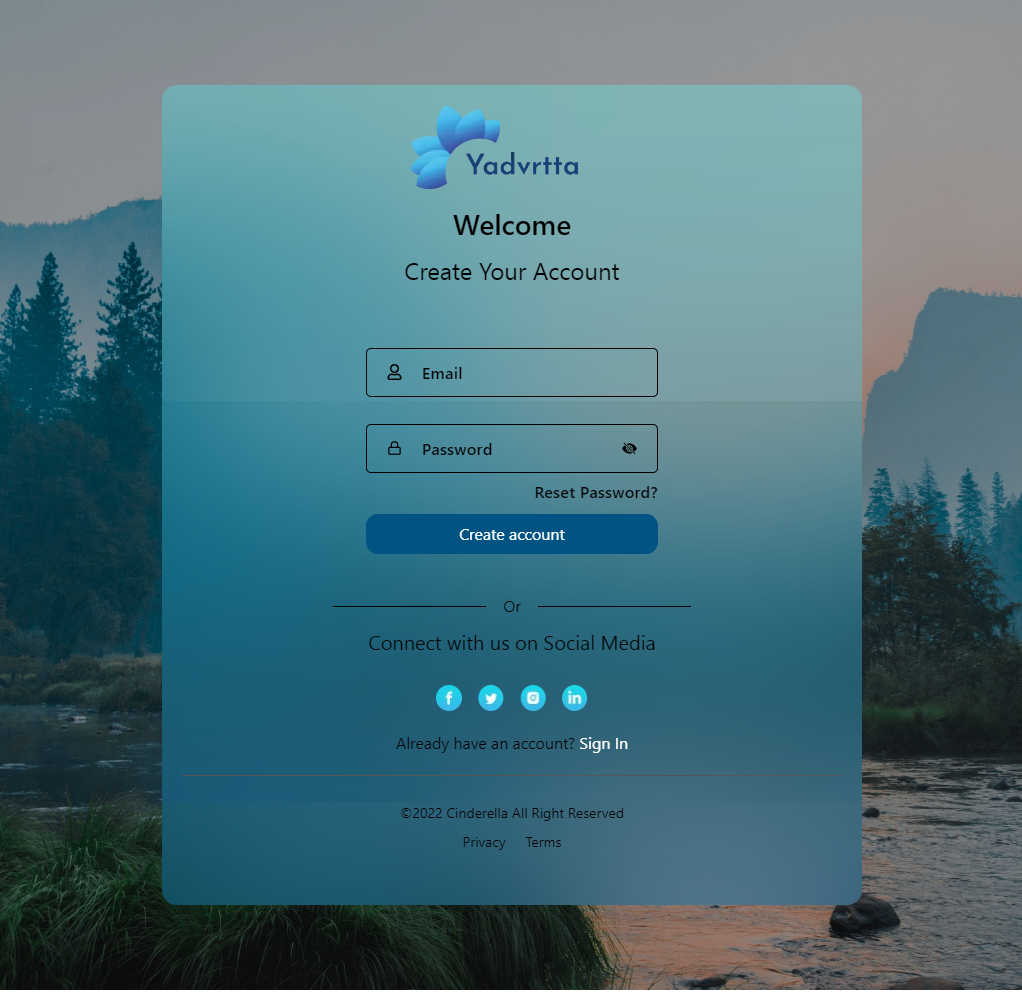 Yadvrtta
Welcome
Create Your Account
Email
Password
Reset Password?
Create account
Or
Connect with us on Social Media
Already have an account? Sign In
©2022 Cinderella All Right Reserved
Privacy Terms